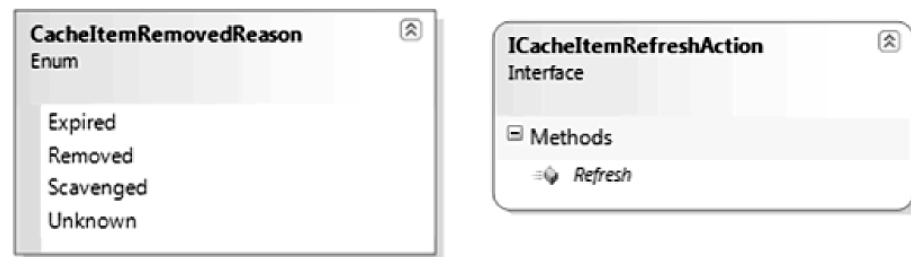 CacheItemRemovedReason
Enum
Expired
Removed
Scavenged
Unknown
ICacheItemRefreshAction
Interface
Methods
Refresh